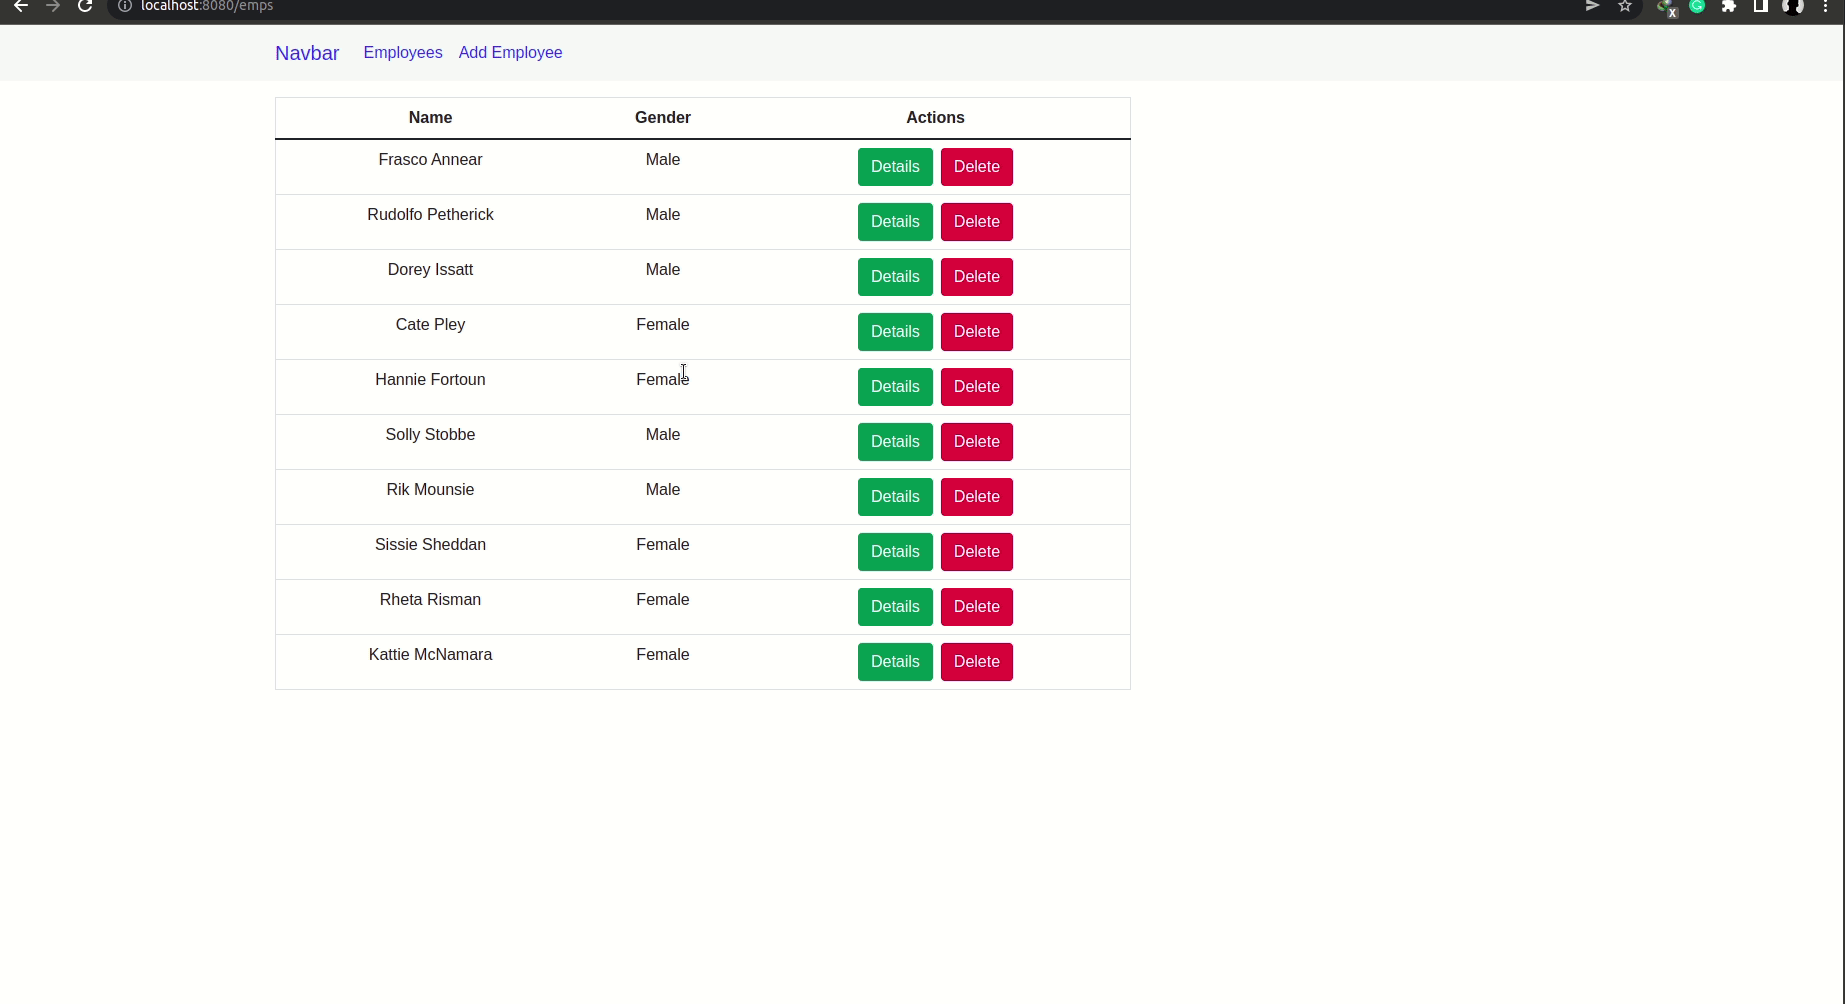 localhost:8080/emps
Navbar Employees Add Employee
Name Gender Actions
Frasco Annear Male Details Delete
Rudolfo Petherick Male Details Delete
Dorey Issatt Male Details Delete
Cate Pley Female Details Delete
Hannie Fortoun Female Details Delete
Solly Stobbe Male Details Delete
Rik Mounsie Male Details Delete
Sissie Sheddan Female Details Delete
Rheta Risman Female Details Delete
Kattie McNamara Female Details Delete